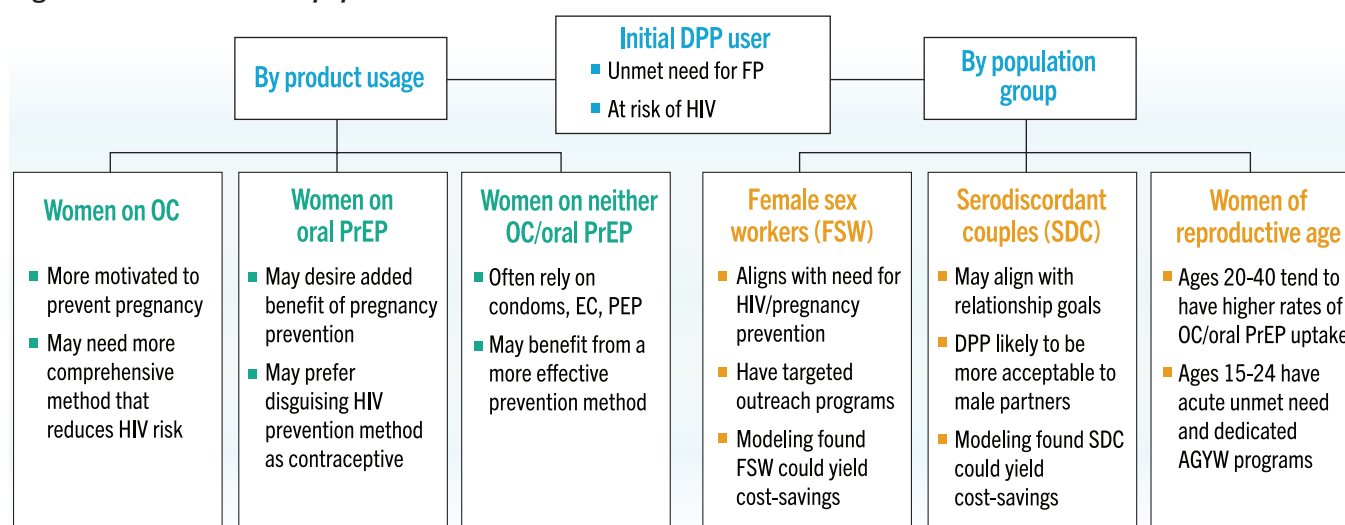 Initial DPP user
■ Unmet need for FP
■ At risk of HIV
By product usage
By population
group
Women on OC
■ More motivated to
prevent pregnancy
■ May need more
comprehensive
method that
reduces HIV risk
Women on
oral PrEP
■ May desire added
benefit of pregnancy
prevention
■ May prefer
disguising HIV
prevention method
as contraceptive
Women on neither
OC/oral PrEP
■ Often rely on
condoms, EC, PEP
■ May benefit from a
more effective
prevention method
Female sex
workers (FSW)
■ Aligns with need for
HIV/pregnancy
prevention
■ Have targeted
outreach programs
■ Modeling found
FSW could yield
cost-savings
Serodiscordant
couples (SDC)
■ May align with
relationship goals
■ DPP likely to be
more acceptable to
male partners
■ Modeling found SDC
could yield
cost-savings
Women of
reproductive age
■ Ages 20-40 tend to
have higher rates of
OC/oral PrEP uptake
■ Ages 15-24 have
acute unmet need
and dedicated
AGYW programs